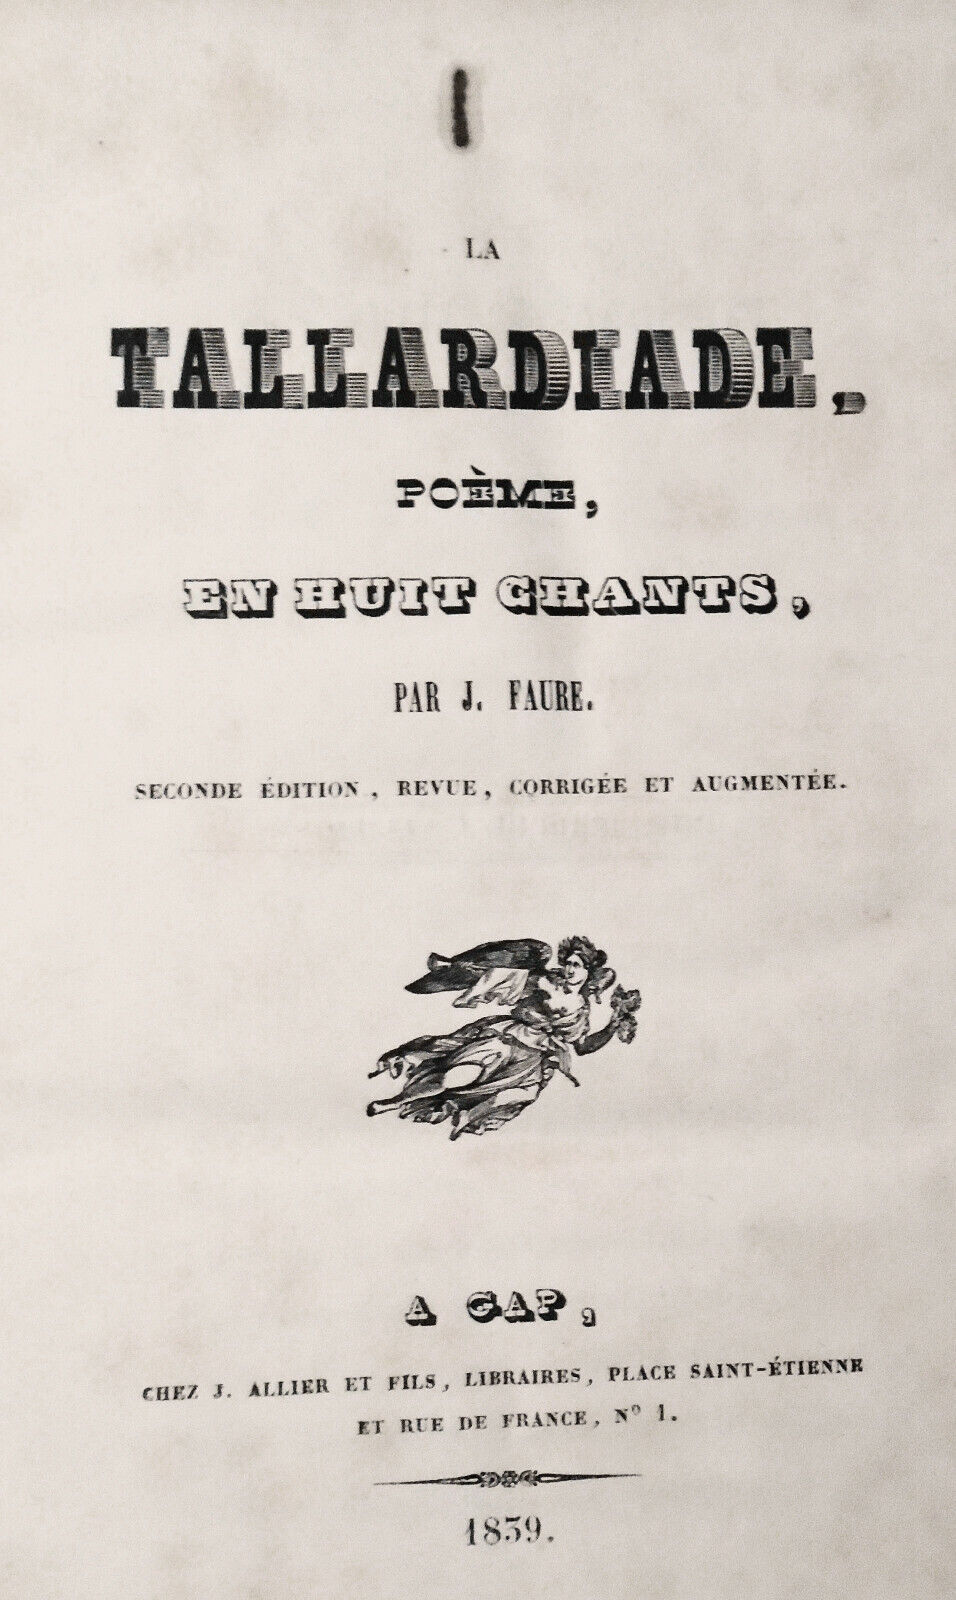 LA
TALLARDIADE,
POÈME,
EN HUIT CHANTS,
PAR J. FAURE.
SECONDE ÉDITION, REVUE, CORRIGÉE ET AUGMENTÉE.
A GAP,
CHEZ J. ALLIER ET FILS, LIBRAIRES, PLACE SAINT-ÉTIENNE
ET RUE DE FRANCE, Nº 1.
1839.